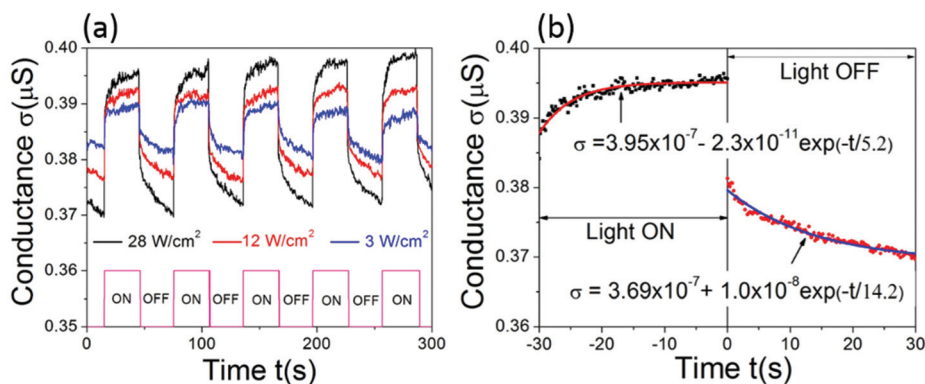 (a)
0.40
0.39
0.38
0.37
0.36
0.35
Conductance σ(μS)
28 W/cm² 12 W/cm² 3 W/cm²
ON OFF ON OFF ON OFF ON OFF ON
0 100 200 300
Time t(s)
(b)
0.40
0.39
0.38
0.37
0.36
Conductance σ(μS)
Light OFF
σ =3.95x10⁻⁷ - 2.3x10⁻¹¹exp(-t/5.2)
Light ON
σ = 3.69x10⁻⁷+ 1.0x10⁻⁸exp(-t/14.2)
-30 -20 -10 0 10 20 30
Time t(s)